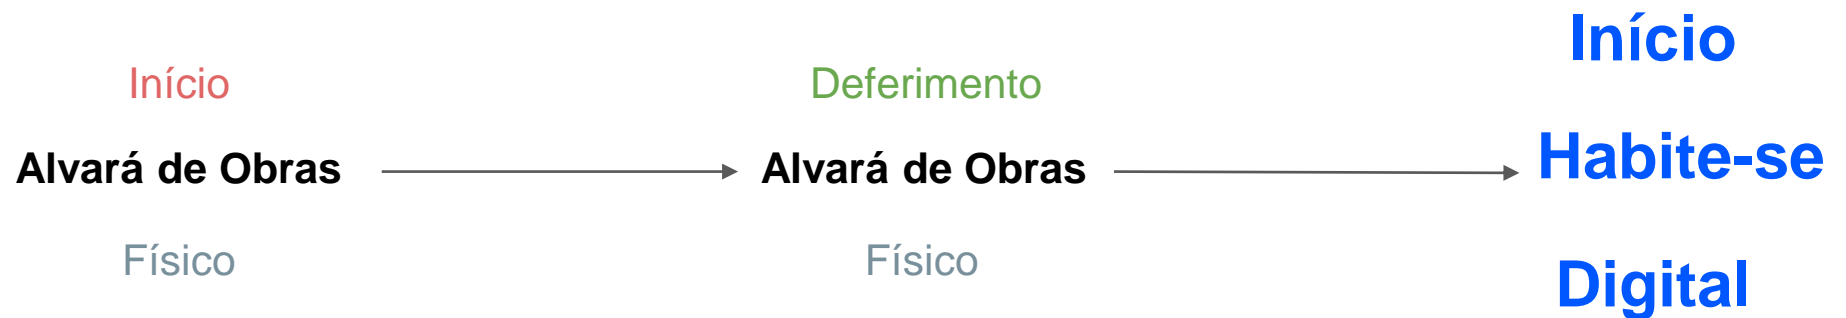 Início
Alvará de Obras
Físico
Deferimento
Alvará de Obras
Físico
Início
Habite-se
Digital